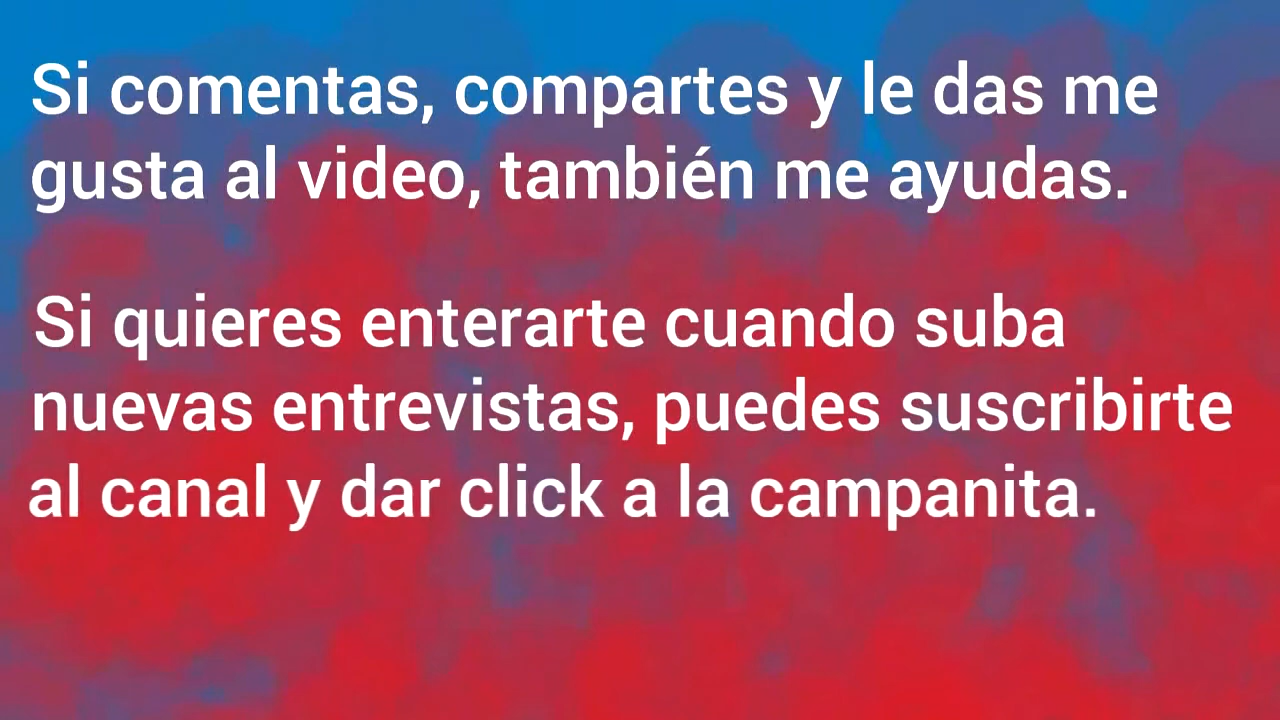 Si comentas, compartes y le das me
gusta al video, también me ayudas.
Si quieres enterarte cuando suba
nuevas entrevistas, puedes suscribirte
al canal y dar click a la campanita.